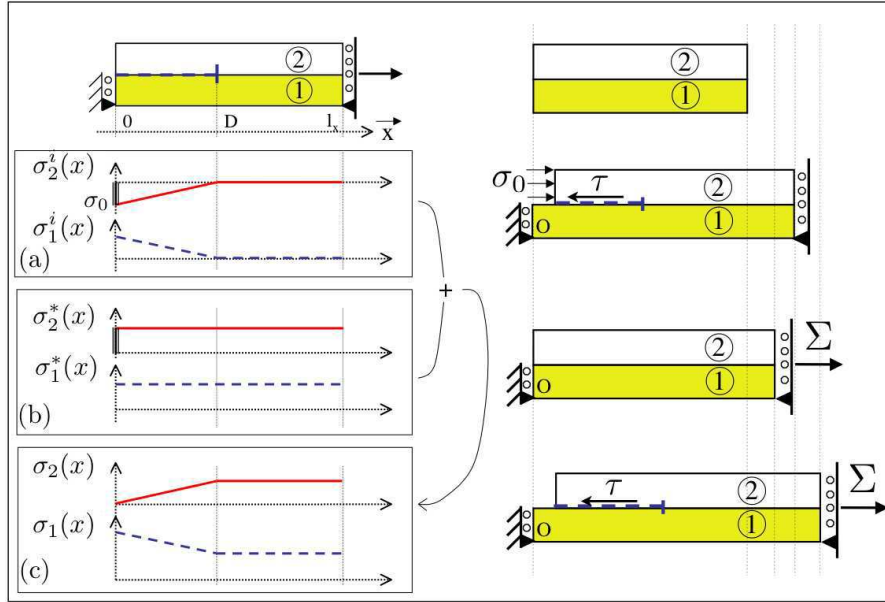 ②
①
0 D l_x \vec{x}
σ_2^i(x)
σ_0
σ_1^i(x)
(a)
+
σ_2^*(x)
σ_1^*(x)
(b)
σ_2(x)
σ_1(x)
(c)
②
①
σ_0 τ ②
O ①
② Σ
O ①
τ ② Σ
O ①